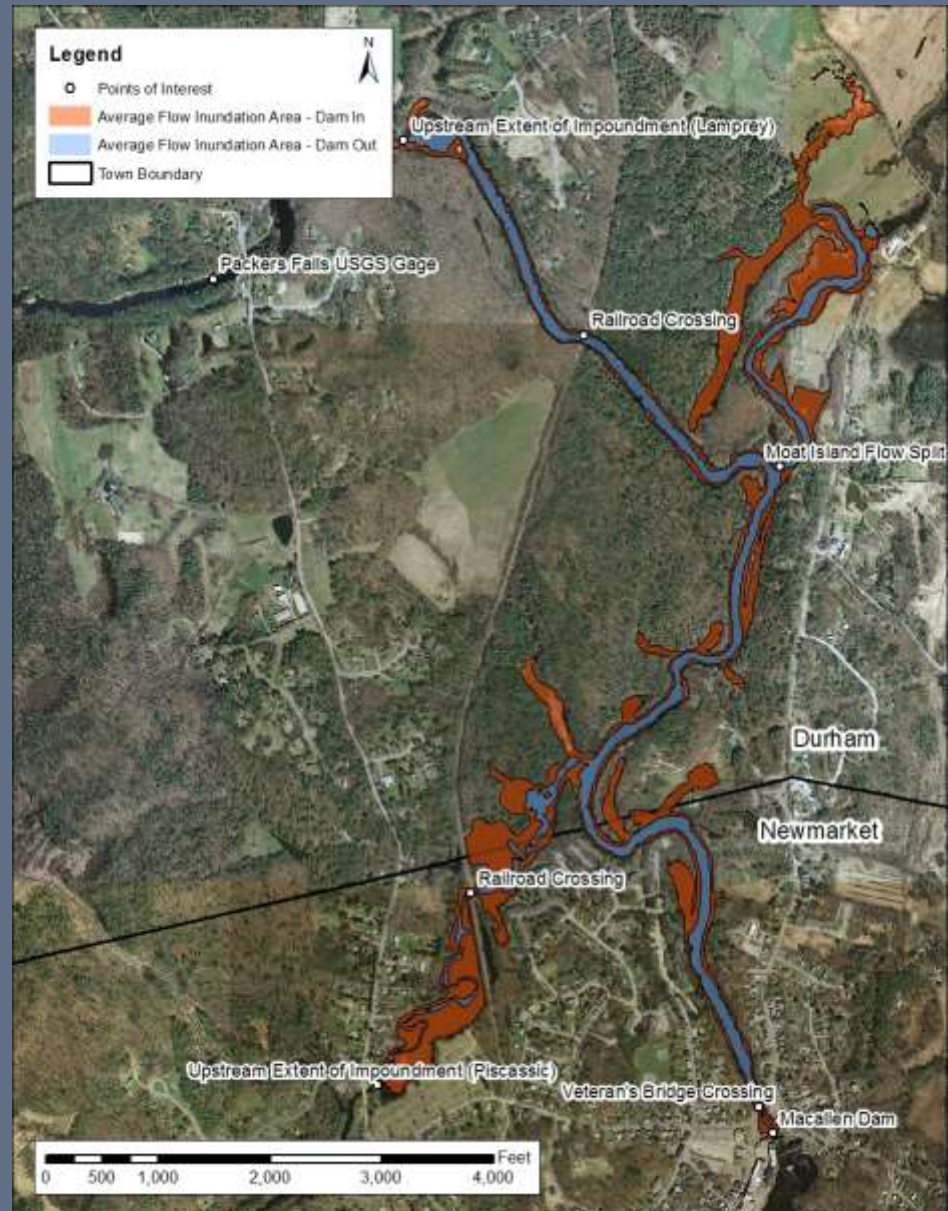 Legend
N
Points of Interest
Average Flow Inundation Area - Dam In
Average Flow Inundation Area - Dam Out
Town Boundary
Upstream Extent of Impoundment (Lamprey)
Packers Falls USGS Gage
Railroad Crossing
Moat Island Flow Split
Durham
Newmarket
Railroad Crossing
Upstream Extent of Impoundment (Piscassic)
Veteran's Bridge Crossing
Macallen Dam
Feet
0 500 1,000 2,000 3,000 4,000